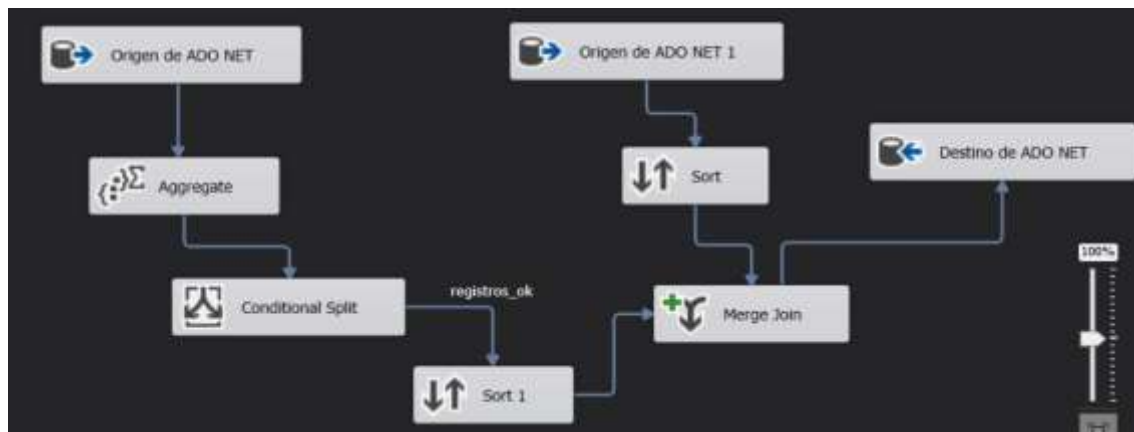 Origen de ADO NET
Origen de ADO NET 1
Destino de ADO NET
Sort
Aggregate
100%
registros_ok
Conditional Split
Merge Join
Sort 1